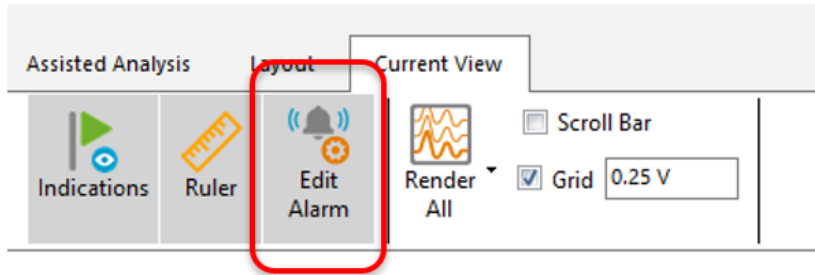 Assisted Analysis Layout Current View
Indications
Ruler
Edit
Alarm
Render
All
Scroll Bar
Grid 0.25 V